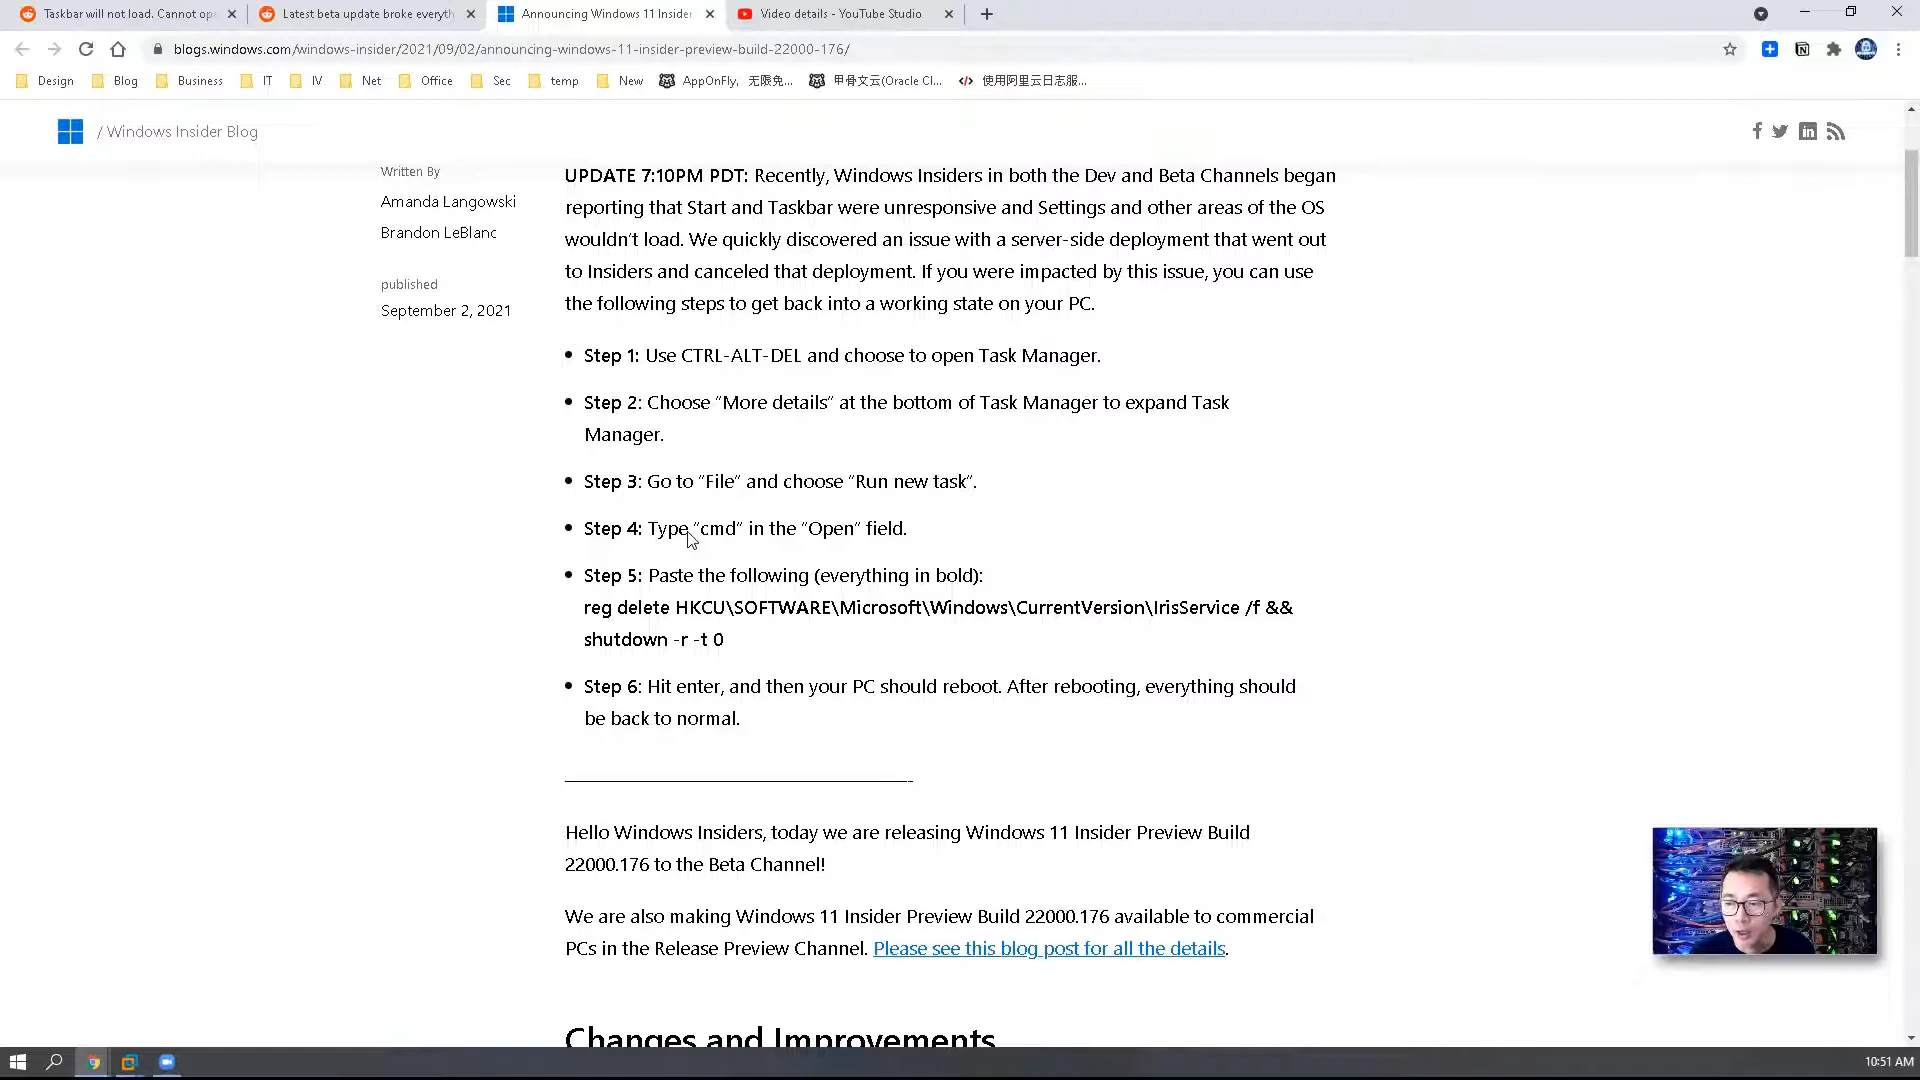 Taskbar will not load. Cannot op
Latest beta update broke everyth
Announcing Windows 11 Insider
Video details - YouTube Studio
blogs.windows.com/windows-insider/2021/09/02/announcing-windows-11-insider-preview-build-22000-176/
Design
Blog
Business
IT
IV
Net
Office
Sec
temp
New
AppOnFly, 无限免...
甲骨文云(Oracle Cl...
使用阿里云日志服...
/ Windows Insider Blog
Written By
Amanda Langowski
Brandon LeBlanc
published
September 2, 2021
UPDATE 7:10PM PDT: Recently, Windows Insiders in both the Dev and Beta Channels began
reporting that Start and Taskbar were unresponsive and Settings and other areas of the OS
wouldn’t load. We quickly discovered an issue with a server-side deployment that went out
to Insiders and canceled that deployment. If you were impacted by this issue, you can use
the following steps to get back into a working state on your PC.
• Step 1: Use CTRL-ALT-DEL and choose to open Task Manager.
• Step 2: Choose “More details” at the bottom of Task Manager to expand Task
Manager.
• Step 3: Go to “File” and choose “Run new task”.
• Step 4: Type “cmd” in the “Open” field.
• Step 5: Paste the following (everything in bold):
reg delete HKCU\SOFTWARE\Microsoft\Windows\CurrentVersion\IrisService /f &&
shutdown -r -t 0
• Step 6: Hit enter, and then your PC should reboot. After rebooting, everything should
be back to normal.
Hello Windows Insiders, today we are releasing Windows 11 Insider Preview Build
22000.176 to the Beta Channel!
We are also making Windows 11 Insider Preview Build 22000.176 available to commercial
PCs in the Release Preview Channel. Please see this blog post for all the details.
Changes and Improvements
10:51 AM